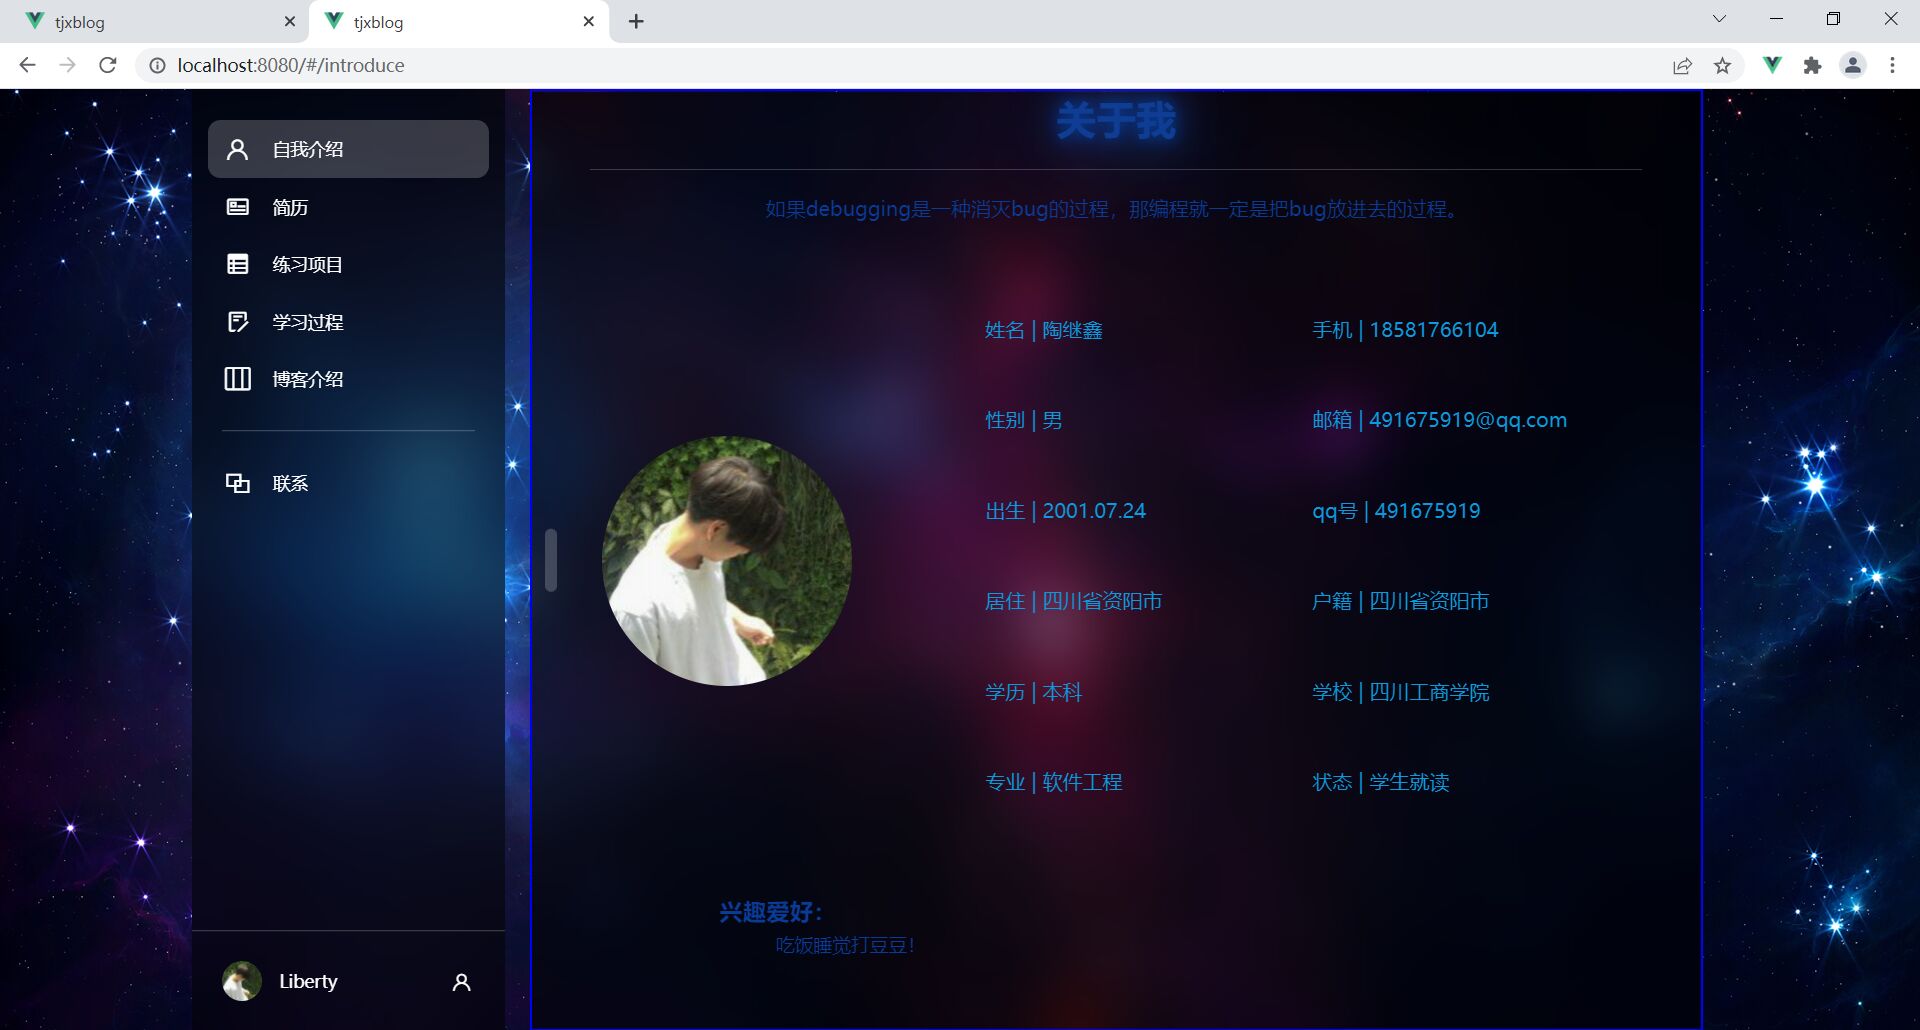 tjxblog
tjxblog
localhost:8080/#/introduce
自我介绍
简历
练习项目
学习过程
博客介绍
联系
Liberty
关于我
如果debugging是一种消灭bug的过程，那编程就一定是把bug放进去的过程。
姓名 | 陶继鑫
手机 | 18581766104
性别 | 男
邮箱 | 491675919@qq.com
出生 | 2001.07.24
qq号 | 491675919
居住 | 四川省资阳市
户籍 | 四川省资阳市
学历 | 本科
学校 | 四川工商学院
专业 | 软件工程
状态 | 学生就读
兴趣爱好：
吃饭睡觉打豆豆！